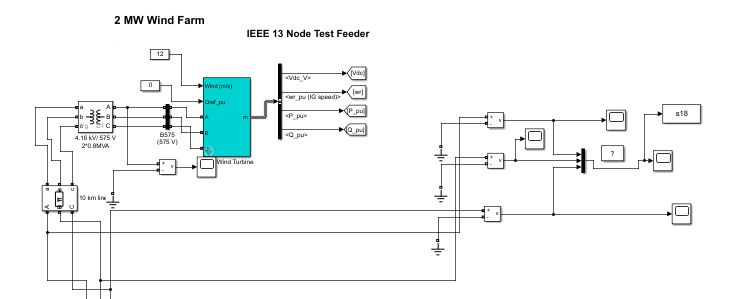 2 MW Wind Farm
IEEE 13 Node Test Feeder
12
0
Wind (m/s)
Qref_pu
A
B
m
Wind Turbine
<Vdc_V>
<wr_pu (IG speed)>
<P_pu>
<Q_pu>
[Vdc]
[wr]
[P_pu]
[Q_pu]
a A
b B
c C
4.16 kV/ 575 V
2*0.8MVA
B575
(575 V)
+ v
-
10 km line
a b c
A B C
+ v
-
+ v
-
+ v
-
s18
?